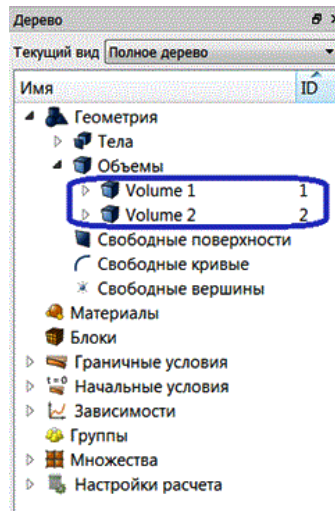 Дерево
Текущий вид Полное дерево
Имя ID
Геометрия
Тела
Объемы
Volume 1 1
Volume 2 2
Свободные поверхности
Свободные кривые
Свободные вершины
Материалы
Блоки
Граничные условия
t=0 Начальные условия
Зависимости
Группы
Множества
Настройки расчета